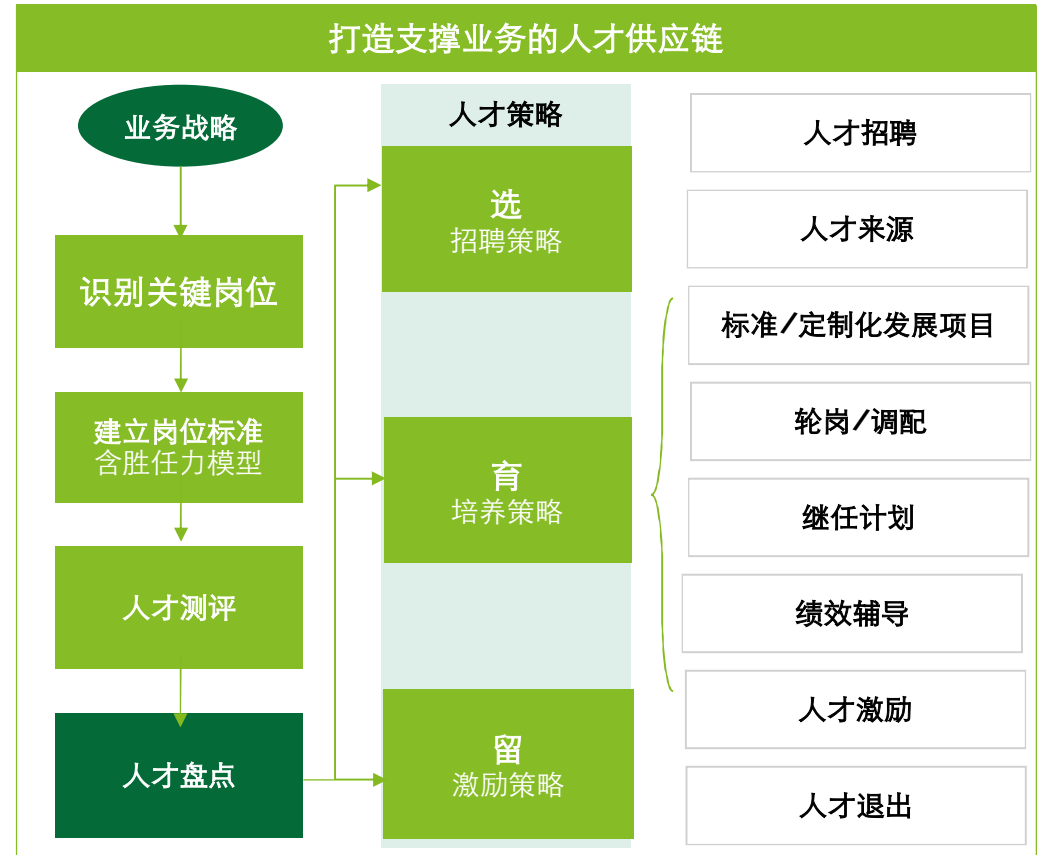 打造支撑业务的人才供应链
业务战略
识别关键岗位
建立岗位标准
含胜任力模型
人才测评
人才盘点
人才策略
选
招聘策略
育
培养策略
留
激励策略
人才招聘
人才来源
标准/定制化发展项目
轮岗/调配
继任计划
绩效辅导
人才激励
人才退出